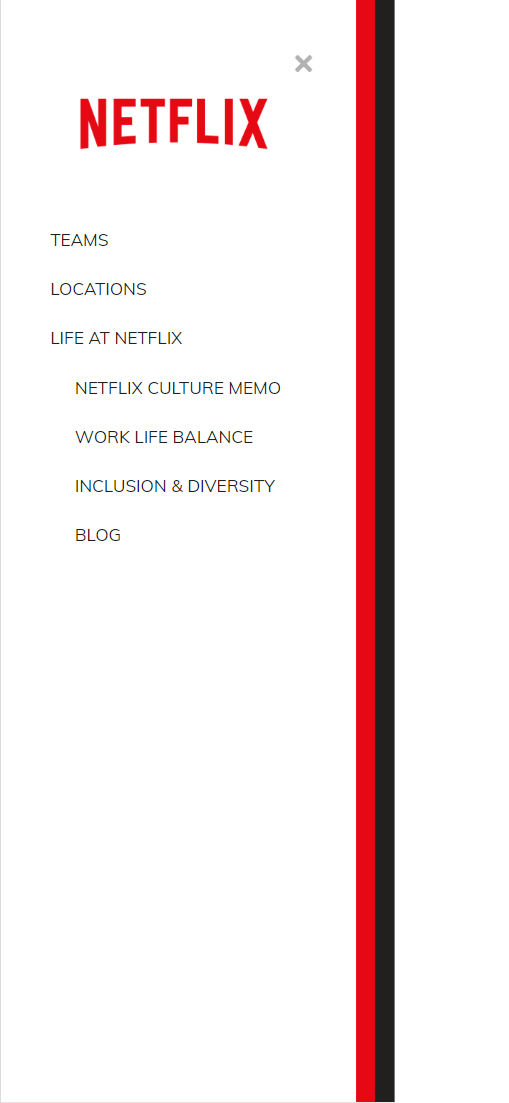 NETFLIX
TEAMS
LOCATIONS
LIFE AT NETFLIX
NETFLIX CULTURE MEMO
WORK LIFE BALANCE
INCLUSION & DIVERSITY
BLOG